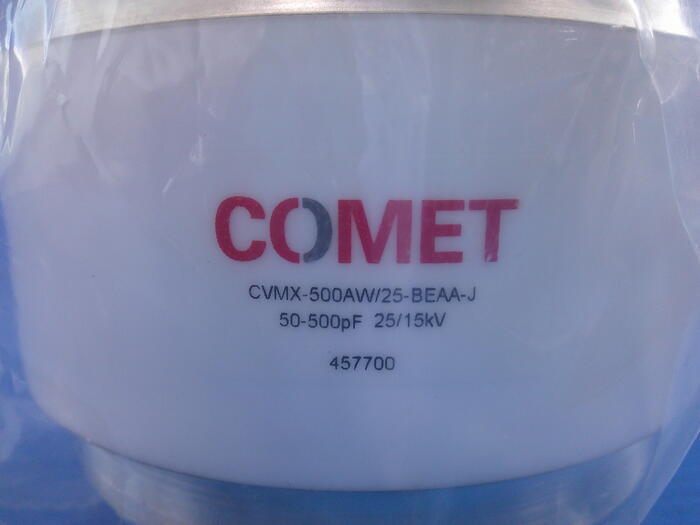 COMET
CVMX-500AW/25-BEAA-J
50-500pF 25/15kV
457700